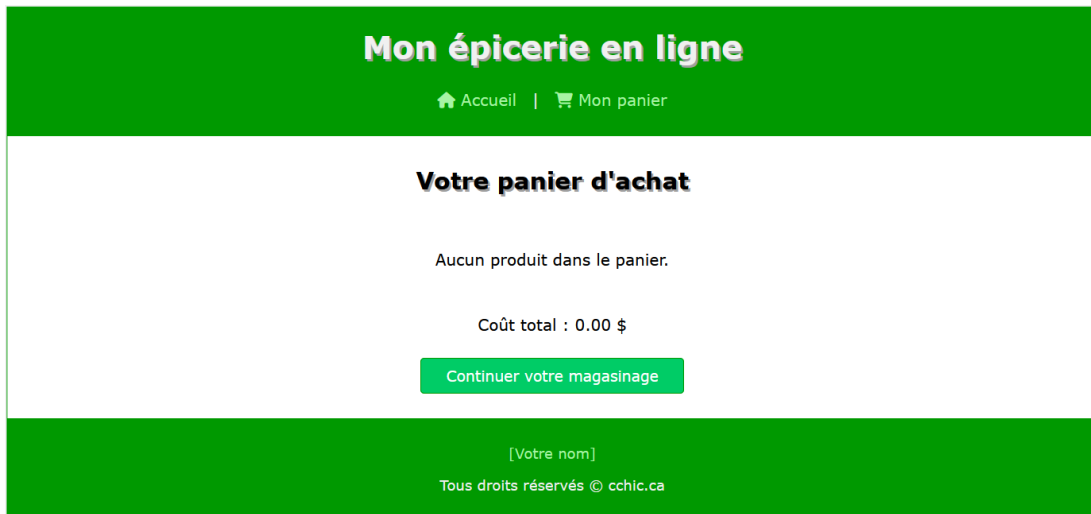 Mon épicerie en ligne
Accueil | Mon panier
Votre panier d'achat
Aucun produit dans le panier.
Coût total : 0.00 $
Continuer votre magasinage
[Votre nom]
Tous droits réservés © cchic.ca